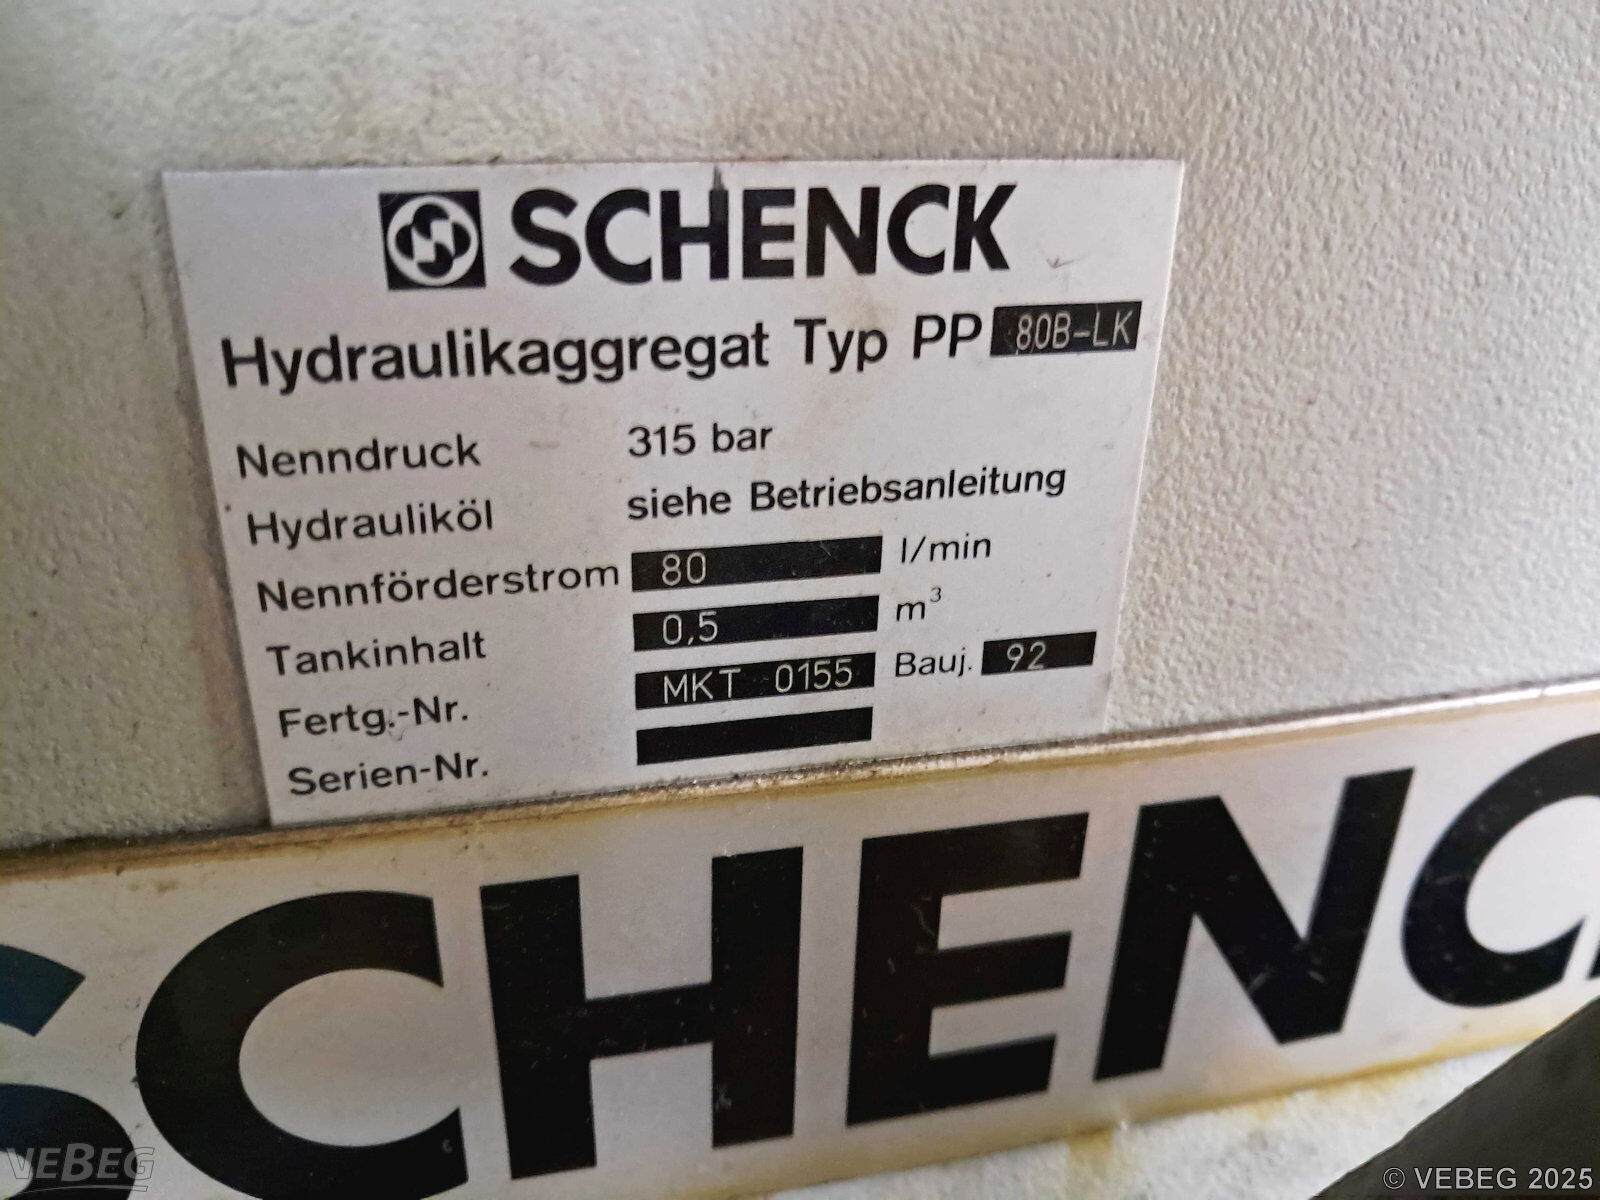 SCHENCK
Hydraulikaggregat Typ PP 80B-LK
Nenndruck 315 bar
Hydrauliköl siehe Betriebsanleitung
Nennförderstrom 80 l/min
Tankinhalt 0,5 m³
Fertg.-Nr. MKT 0155 Bauj. 92
Serien-Nr.
SCHENC
VEBEG
© VEBEG 2025